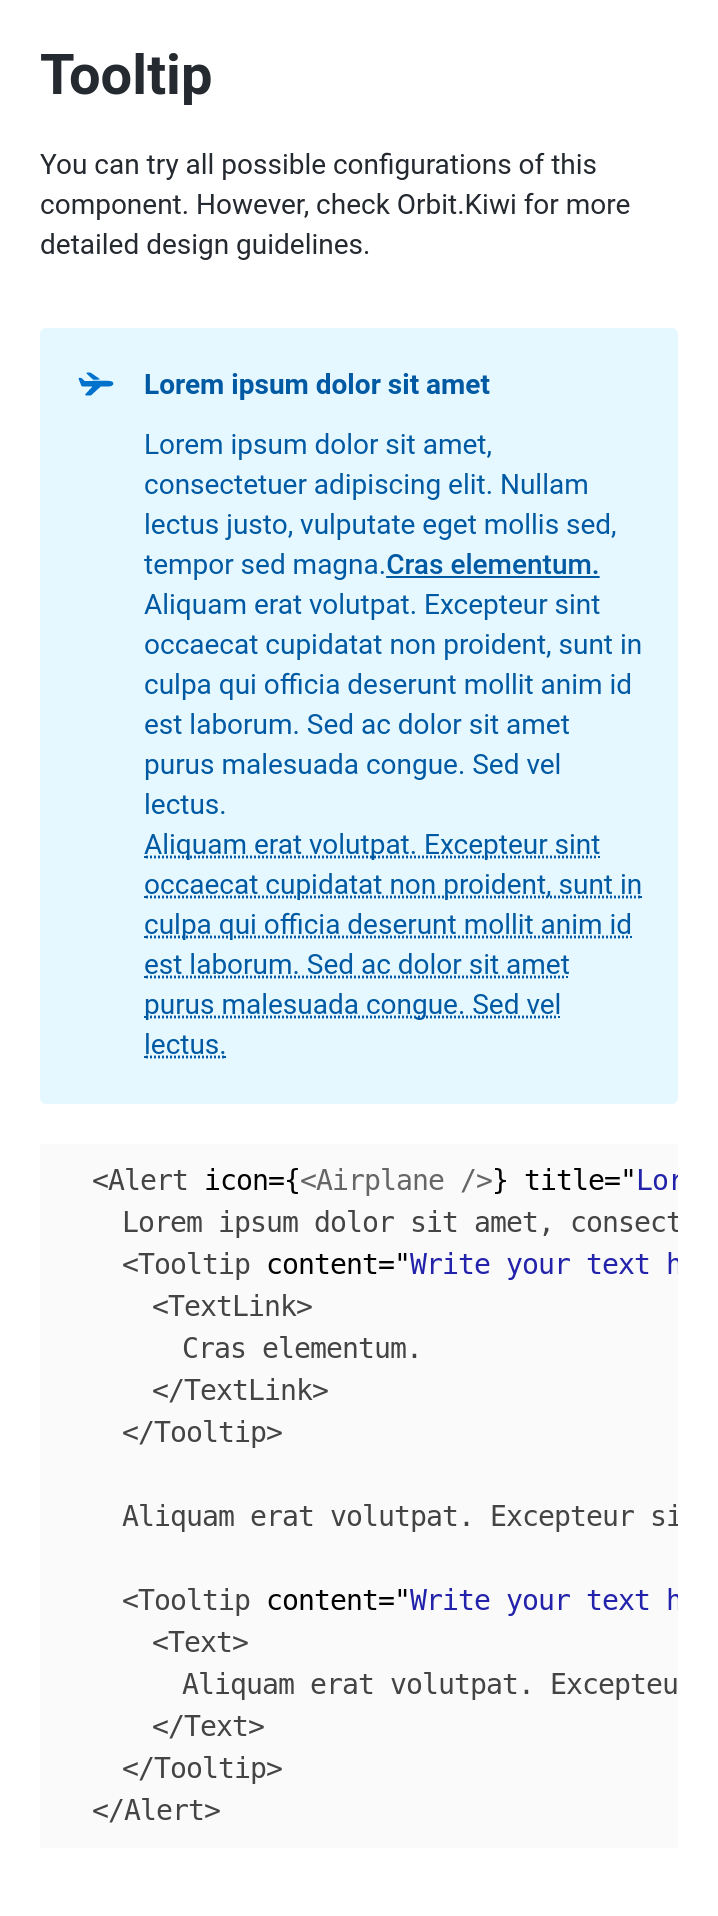 Tooltip
You can try all possible configurations of this
component. However, check Orbit.Kiwi for more
detailed design guidelines.
Lorem ipsum dolor sit amet
Lorem ipsum dolor sit amet,
consectetuer adipiscing elit. Nullam
lectus justo, vulputate eget mollis sed,
tempor sed magna.Cras elementum.
Aliquam erat volutpat. Excepteur sint
occaecat cupidatat non proident, sunt in
culpa qui officia deserunt mollit anim id
est laborum. Sed ac dolor sit amet
purus malesuada congue. Sed vel
lectus.
Aliquam erat volutpat. Excepteur sint
occaecat cupidatat non proident, sunt in
culpa qui officia deserunt mollit anim id
est laborum. Sed ac dolor sit amet
purus malesuada congue. Sed vel
lectus.
<Alert icon={<Airplane />} title="Lor
Lorem ipsum dolor sit amet, consect
<Tooltip content="Write your text h
<TextLink>
Cras elementum.
</TextLink>
</Tooltip>
Aliquam erat volutpat. Excepteur si
<Tooltip content="Write your text h
<Text>
Aliquam erat volutpat. Excepteu
</Text>
</Tooltip>
</Alert>